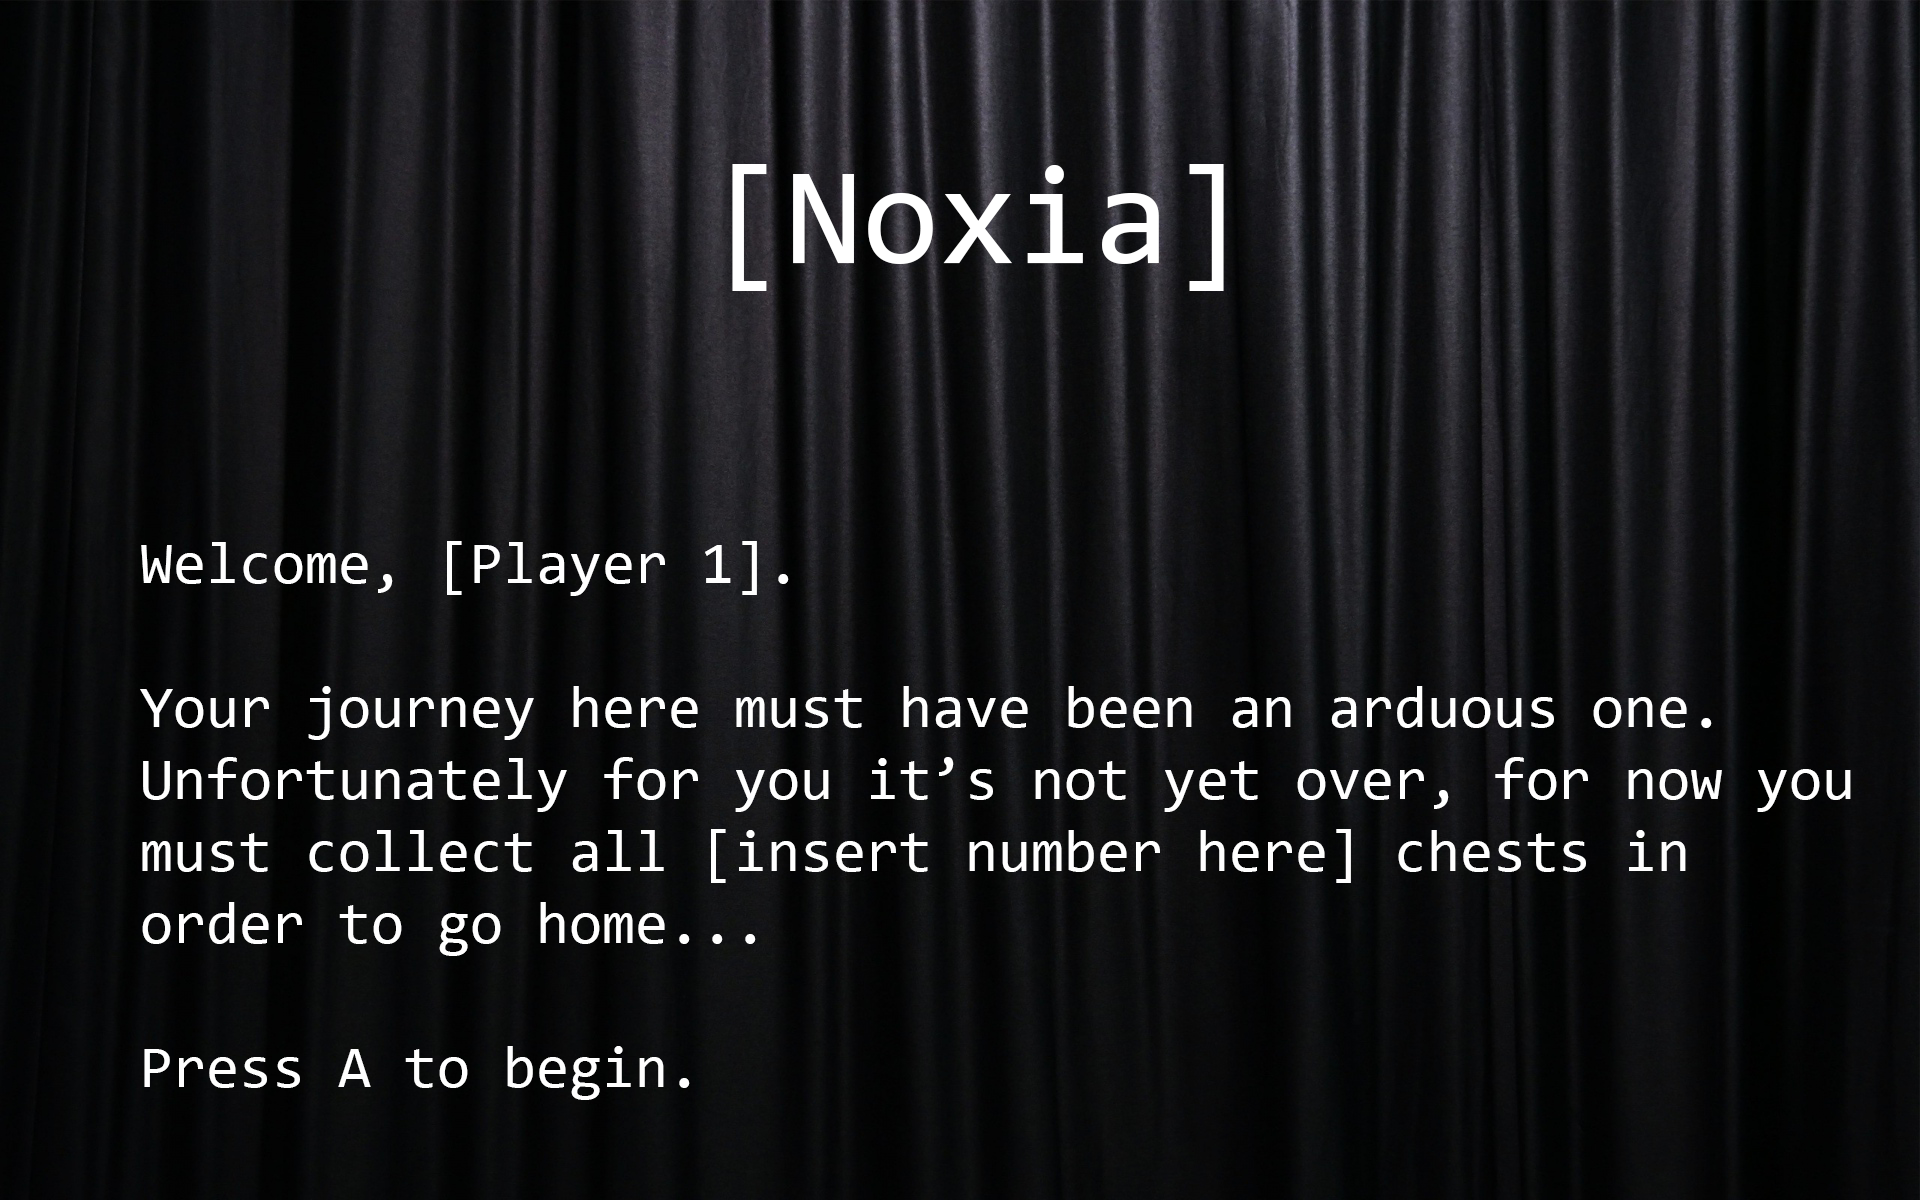 [Noxia]
Welcome, [Player 1].
Your journey here must have been an arduous one.
Unfortunately for you it’s not yet over, for now you
must collect all [insert number here] chests in
order to go home...
Press A to begin.